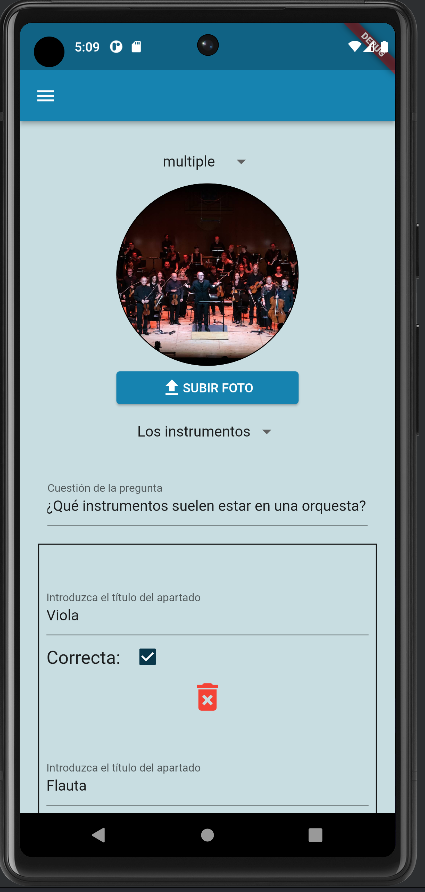 5:09
DEBUG
multiple
SUBIR FOTO
Los instrumentos
Cuestión de la pregunta
¿Qué instrumentos suelen estar en una orquesta?
Introduzca el título del apartado
Viola
Correcta:
Introduzca el título del apartado
Flauta